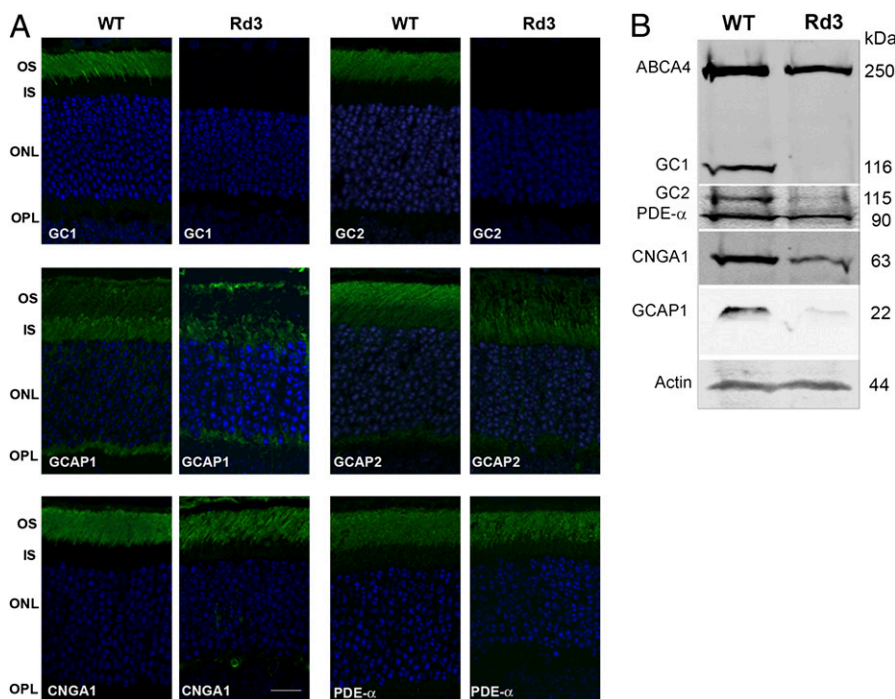 A
WT
Rd3
WT
Rd3
OS
IS
ONL
OPL
GC1
GC1
GC2
GC2
OS
IS
ONL
OPL
GCAP1
GCAP1
GCAP2
GCAP2
OS
IS
ONL
OPL
CNGA1
CNGA1
PDE-α
PDE-α
B
WT
Rd3
kDa
ABCA4
250
GC1
116
GC2
115
PDE-α
90
CNGA1
63
GCAP1
22
Actin
44